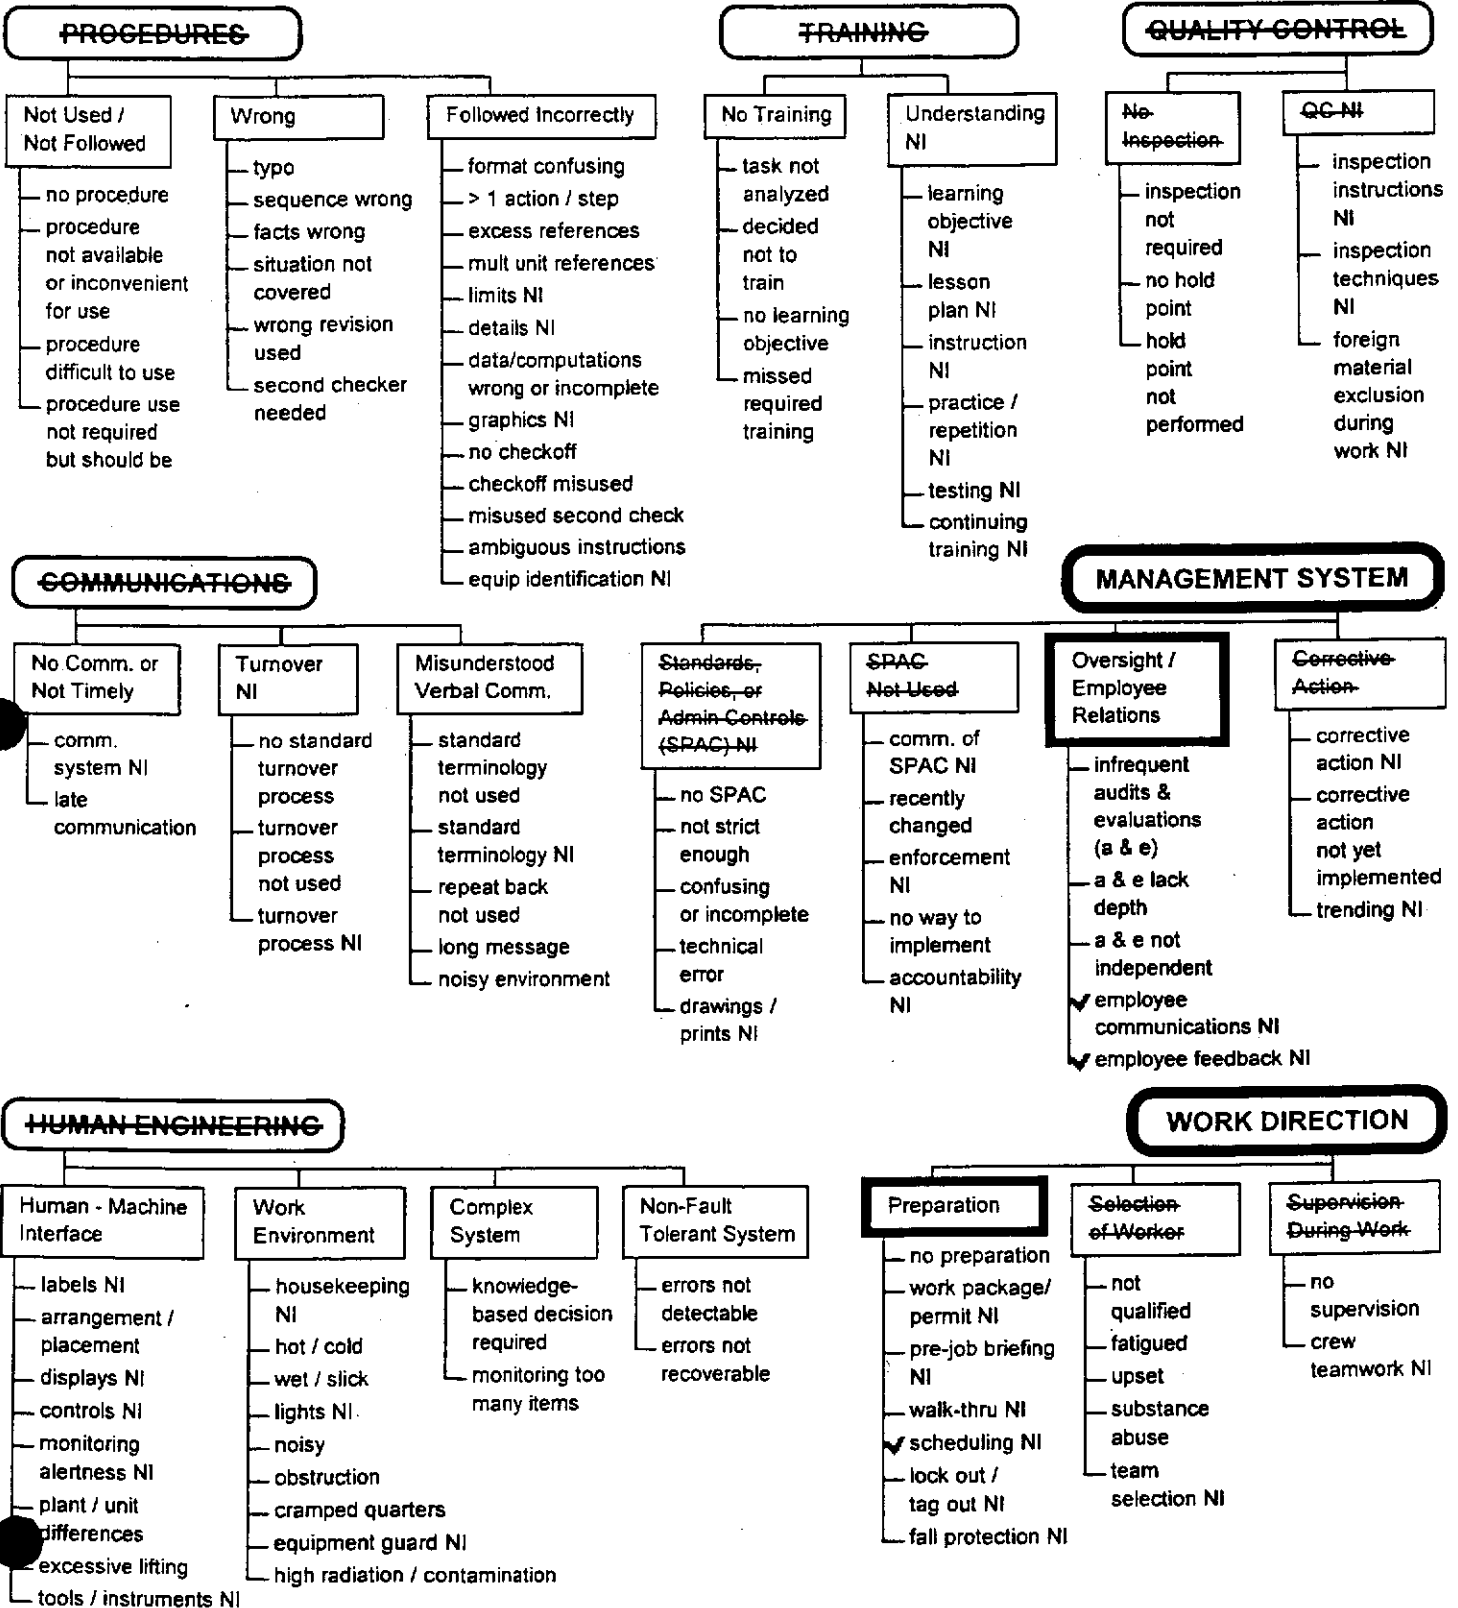 PROCEDURES
Not Used /
Not Followed
no procedure
procedure
not available
or inconvenient
for use
procedure
difficult to use
procedure use
not required
but should be
Wrong
typo
sequence wrong
facts wrong
situation not
covered
wrong revision
used
second checker
needed
Followed Incorrectly
format confusing
> 1 action / step
excess references
mult unit references
limits NI
details NI
data/computations
wrong or incomplete
graphics NI
no checkoff
checkoff misused
misused second check
ambiguous instructions
equip identification NI
TRAINING
No Training
task not
analyzed
decided
not to
train
no learning
objective
missed
required
training
Understanding
NI
learning
objective
NI
lesson
plan NI
instruction
NI
practice /
repetition
NI
testing NI
continuing
training NI
QUALITY CONTROL
No
Inspection
inspection
not
required
no hold
point
hold
point
not
performed
QC NI
inspection
instructions
NI
inspection
techniques
NI
foreign
material
exclusion
during
work NI
COMMUNICATIONS
No Comm. or
Not Timely
comm.
system NI
late
communication
Turnover
NI
no standard
turnover
process
turnover
process
not used
turnover
process NI
Misunderstood
Verbal Comm.
standard
terminology
not used
standard
terminology NI
repeat back
not used
long message
noisy environment
MANAGEMENT SYSTEM
Standards,
Policies, or
Admin Controls
(SPAC) NI
no SPAC
not strict
enough
confusing
or incomplete
technical
error
drawings /
prints NI
SPAC
Not Used
comm. of
SPAC NI
recently
changed
enforcement
NI
no way to
implement
accountability
NI
Oversight /
Employee
Relations
infrequent
audits &
evaluations
(a & e)
a & e lack
depth
a & e not
independent
employee
communications NI
employee feedback NI
Corrective
Action
corrective
action NI
corrective
action
not yet
implemented
trending NI
HUMAN ENGINEERING
Human - Machine
Interface
labels NI
arrangement /
placement
displays NI
controls NI
monitoring
alertness NI
plant / unit
differences
excessive lifting
tools / instruments NI
Work
Environment
housekeeping
NI
hot / cold
wet / slick
lights NI
noisy
obstruction
cramped quarters
equipment guard NI
high radiation / contamination
Complex
System
knowledge-
based decision
required
monitoring too
many items
Non-Fault
Tolerant System
errors not
detectable
errors not
recoverable
WORK DIRECTION
Preparation
no preparation
work package/
permit NI
pre-job briefing
NI
walk-thru NI
scheduling NI
lock out /
tag out NI
fall protection NI
Selection
of Worker
not
qualified
fatigued
upset
substance
abuse
team
selection NI
Supervision
During Work
no
supervision
crew
teamwork NI